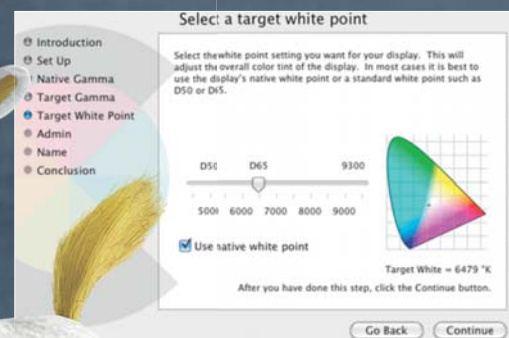 Select a target white point
Introduction
Set Up
Native Gamma
Target Gamma
Target White Point
Admin
Name
Conclusion
Select the white point setting you want for your display. This will
adjust the overall color tint of the display. In most cases it is best to
use the display's native white point or a standard white point such as
D50 or D65.
D50 D65 9300
5000 6000 7000 8000 9000
Use native white point
Target White = 6479 °K
After you have done this step, click the Continue button.
Go Back Continue